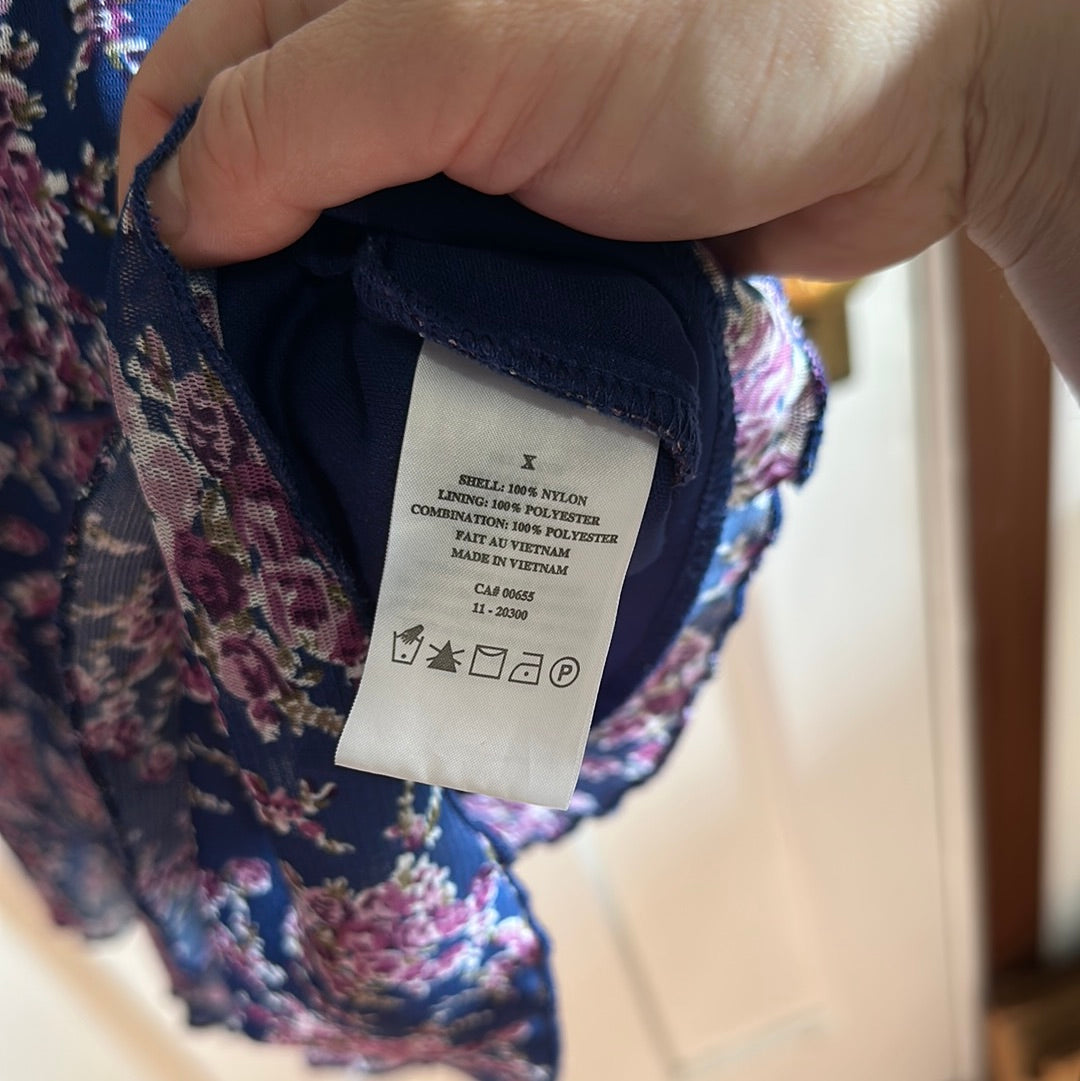 X
SHELL: 100% NYLON
LINING: 100% POLYESTER
COMBINATION: 100% POLYESTER
FAIT AU VIETNAM
MADE IN VIETNAM
CA# 00655
11 - 20300
P